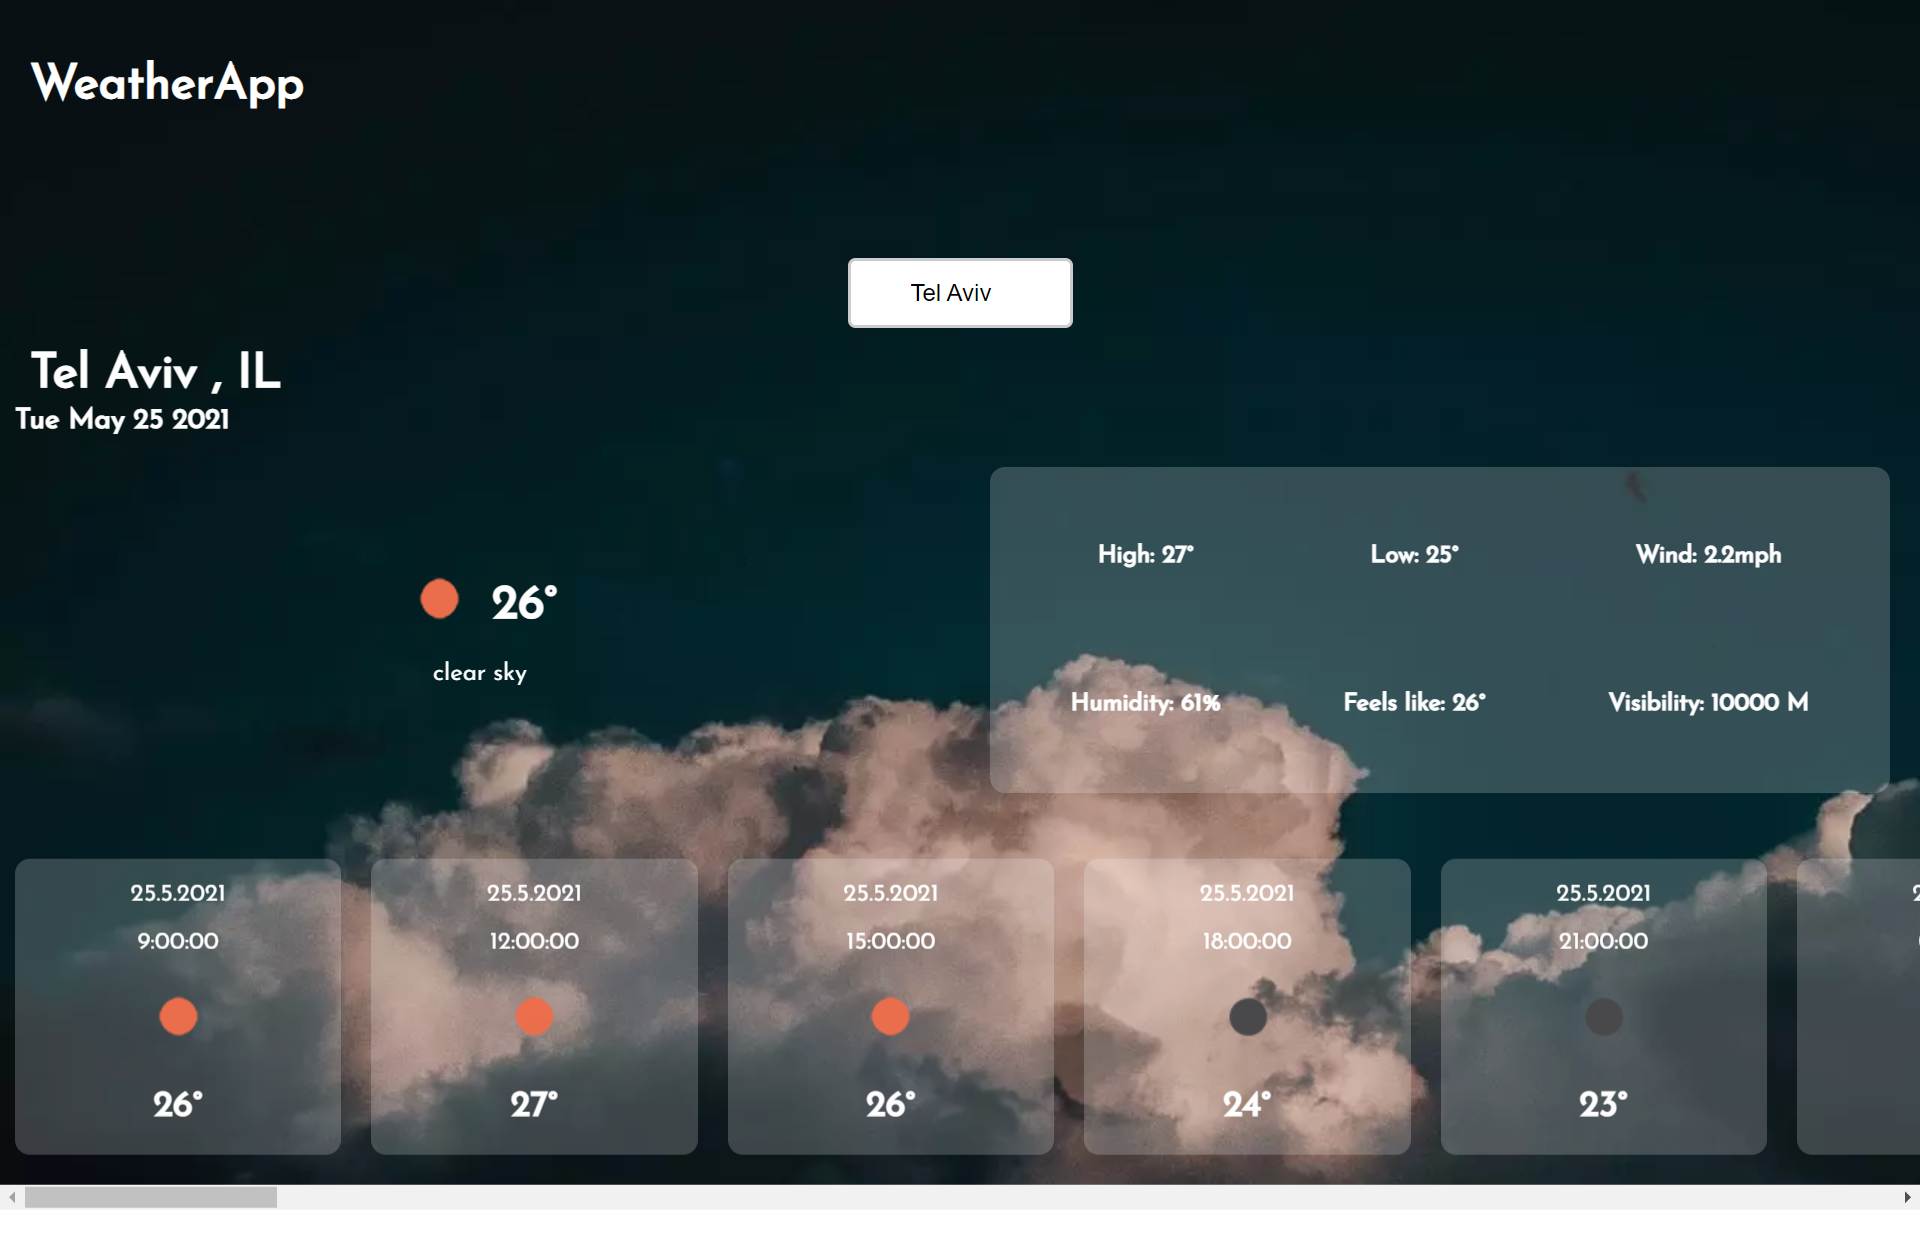 WeatherApp
Tel Aviv
Tel Aviv , IL
Tue May 25 2021
26°
clear sky
High: 27°
Low: 25°
Wind: 2.2mph
Humidity: 61%
Feels like: 26°
Visibility: 10000 M
25.5.2021
9:00:00
26°
25.5.2021
12:00:00
27°
25.5.2021
15:00:00
26°
25.5.2021
18:00:00
24°
25.5.2021
21:00:00
23°